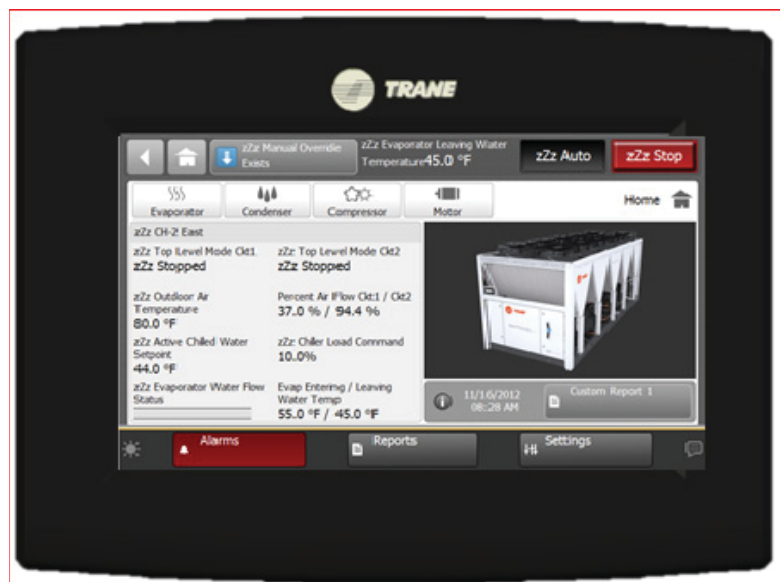 TRANE
zZz Manual Overrdie
Exists
zZz Evaporator Leaving Water
Temperature 45.0 °F
zZz Auto
zZz Stop
Evaporator
Condenser
Compressor
Motor
Home
zZz CH-2 East
zZz Top Level Mode Ckt1
zZz Stopped
zZz Top Level Mode Ckt2
zZz Stopped
zZz Outdoor Air
Temperature
80.0 °F
Percent Air Flow Ckt1 / Ckt2
37.0 % / 94.4 %
zZz Active Chilled Water
Setpoint
44.0 °F
zZz Chiler Load Command
10.0%
zZz Evaporator Water Flow
Status
Evap Entering / Leaving
Water Temp
55.0 °F / 45.0 °F
11/16/2012
08:28 AM
Custom Report 1
Alarms
Reports
Settings